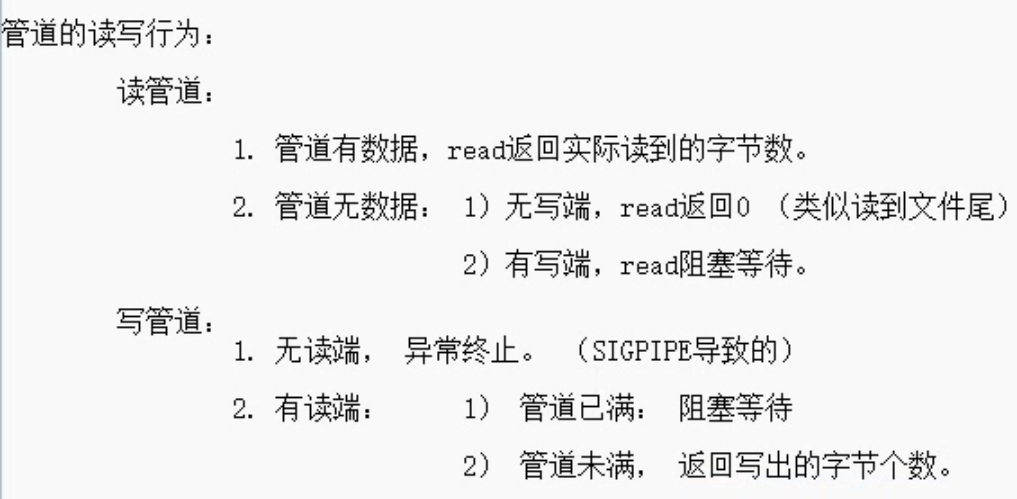 管道的读写行为：
读管道：
1. 管道有数据，read返回实际读到的字节数。
2. 管道无数据： 1）无写端，read返回0 （类似读到文件尾）
2）有写端，read阻塞等待。
写管道：
1. 无读端， 异常终止。 （SIGPIPE导致的）
2. 有读端： 1） 管道已满： 阻塞等待
2） 管道未满， 返回写出的字节个数。